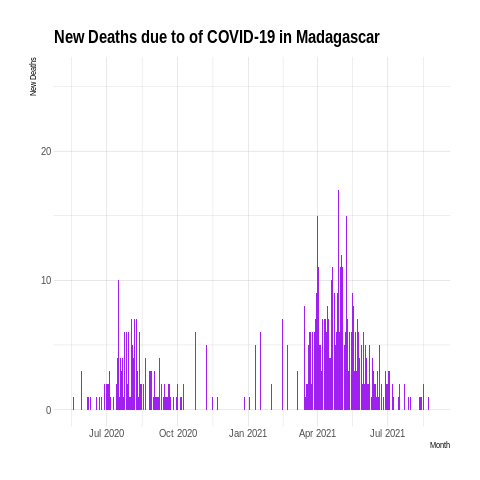 New Deaths due to of COVID-19 in Madagascar
New Deaths
20
10
0
Jul 2020 Oct 2020 Jan 2021 Apr 2021 Jul 2021
Month